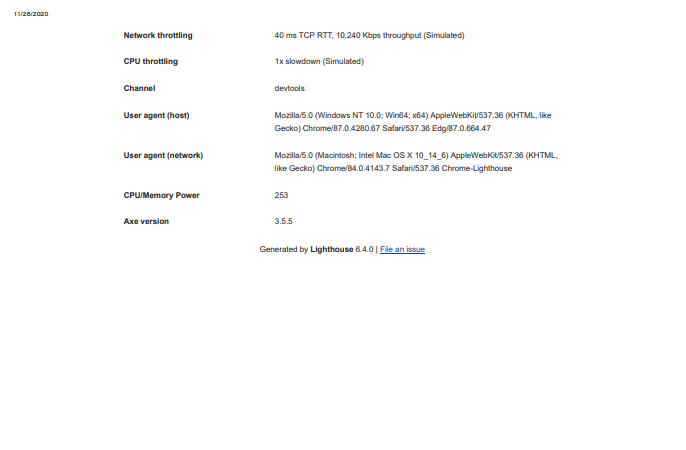 11/28/2020
Network throttling 40 ms TCP RTT, 10,240 Kbps throughput (Simulated)
CPU throttling 1x slowdown (Simulated)
Channel devtools
User agent (host) Mozilla/5.0 (Windows NT 10.0; Win64; x64) AppleWebKit/537.36 (KHTML, like
Gecko) Chrome/87.0.4280.67 Safari/537.36 Edg/87.0.664.47
User agent (network) Mozilla/5.0 (Macintosh; Intel Mac OS X 10_14_6) AppleWebKit/537.36 (KHTML,
like Gecko) Chrome/84.0.4143.7 Safari/537.36 Chrome-Lighthouse
CPU/Memory Power 253
Axe version 3.5.5
Generated by Lighthouse 6.4.0 | File an issue